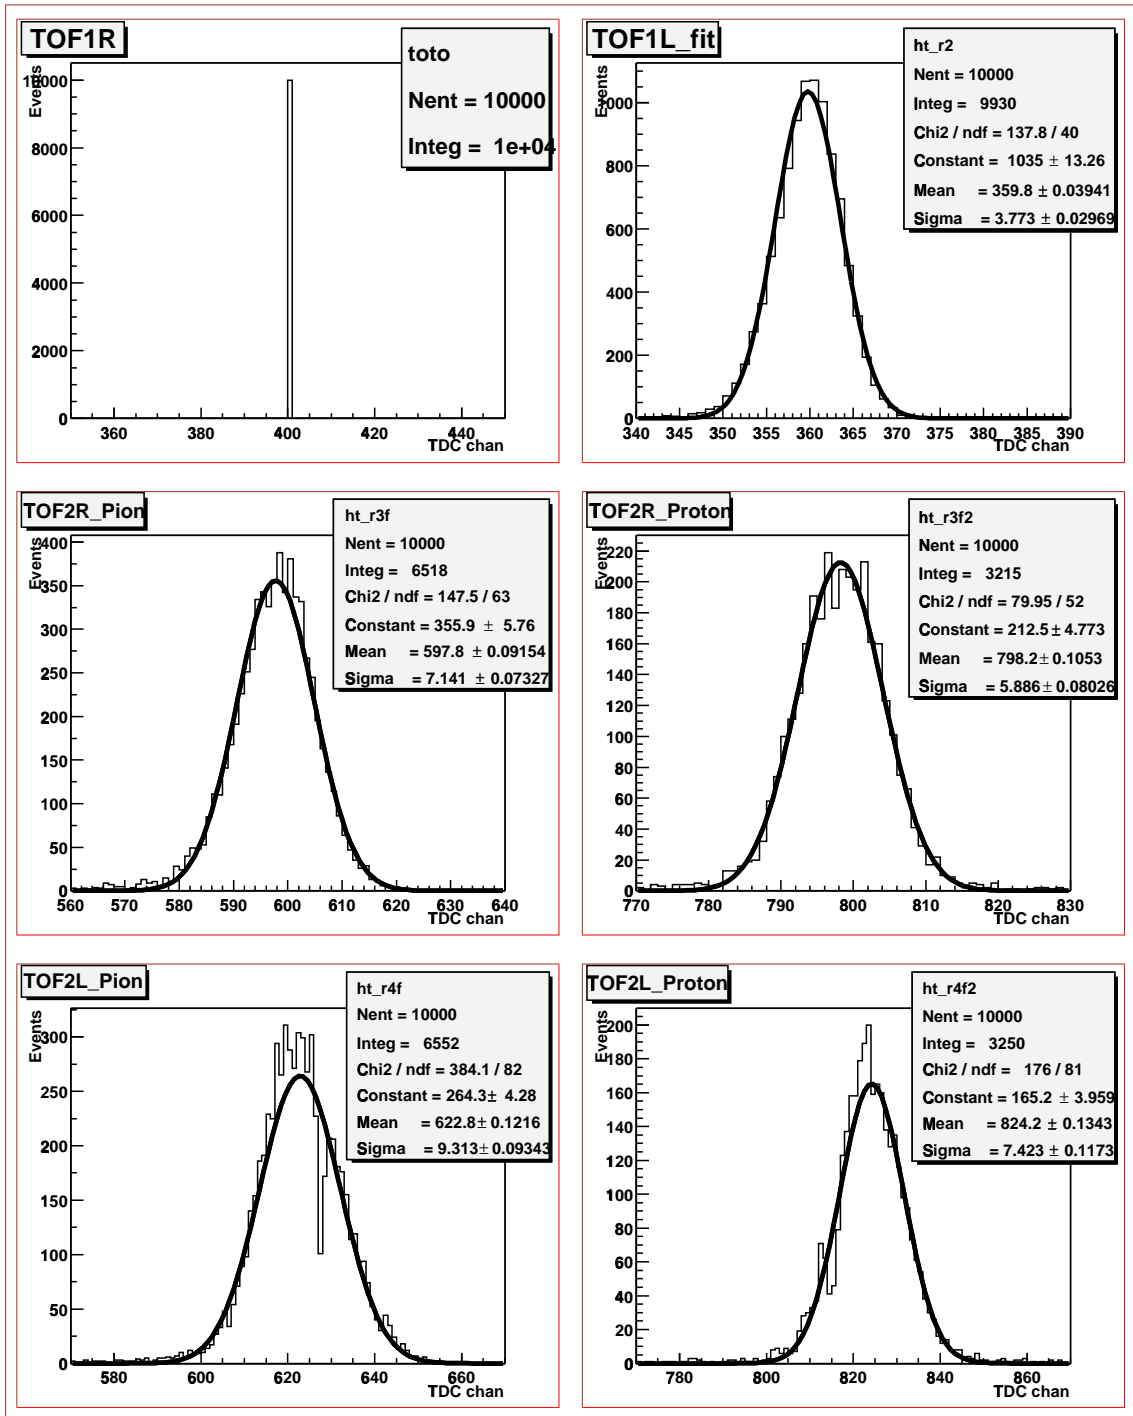 TOF1R
toto
Nent = 10000
Integ = 1e+04
Events
10000
8000
6000
4000
2000
0
360 380 400 420 440
TDC chan
TOF1L_fit
ht_r2
Nent = 10000
Integ = 9930
Chi2 / ndf = 137.8 / 40
Constant = 1035 ± 13.26
Mean = 359.8 ± 0.03941
Sigma = 3.773 ± 0.02969
Events
1000
800
600
400
200
0
340 345 350 355 360 365 370 375 380 385 390
TDC chan
TOF2R_Pion
ht_r3f
Nent = 10000
Integ = 6518
Chi2 / ndf = 147.5 / 63
Constant = 355.9 ± 5.76
Mean = 597.8 ± 0.09154
Sigma = 7.141 ± 0.07327
Events
400
350
300
250
200
150
100
50
0
560 570 580 590 600 610 620 630 640
TDC chan
TOF2R_Proton
ht_r3f2
Nent = 10000
Integ = 3215
Chi2 / ndf = 79.95 / 52
Constant = 212.5 ± 4.773
Mean = 798.2 ± 0.1053
Sigma = 5.886 ± 0.08026
Events
220
200
180
160
140
120
100
80
60
40
20
0
770 780 790 800 810 820 830
TDC chan
TOF2L_Pion
ht_r4f
Nent = 10000
Integ = 6552
Chi2 / ndf = 384.1 / 82
Constant = 264.3 ± 4.28
Mean = 622.8 ± 0.1216
Sigma = 9.313 ± 0.09343
Events
300
250
200
150
100
50
0
580 600 620 640 660
TDC chan
TOF2L_Proton
ht_r4f2
Nent = 10000
Integ = 3250
Chi2 / ndf = 176 / 81
Constant = 165.2 ± 3.959
Mean = 824.2 ± 0.1343
Sigma = 7.423 ± 0.1173
Events
200
180
160
140
120
100
80
60
40
20
0
780 800 820 840 860
TDC chan